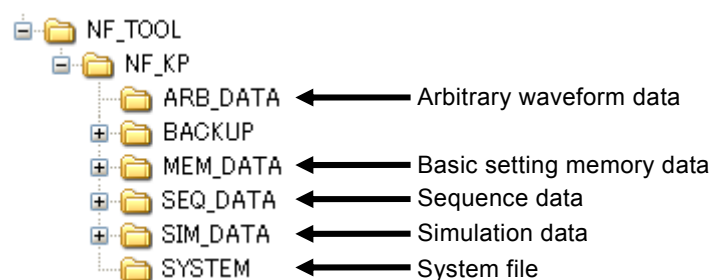 NF_TOOL
NF_KP
ARB_DATA Arbitrary waveform data
BACKUP
MEM_DATA Basic setting memory data
SEQ_DATA Sequence data
SIM_DATA Simulation data
SYSTEM System file